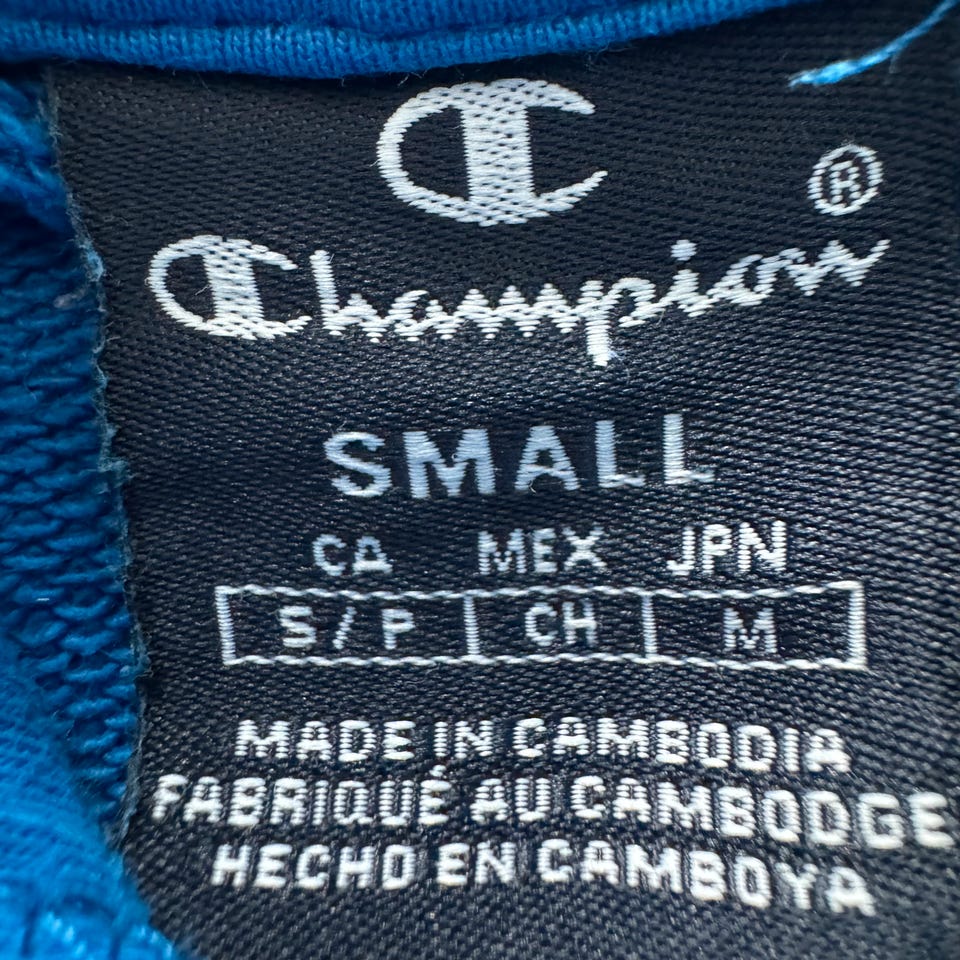 C
Champion®
SMALL
CA MEX JPN
S/P CH M
MADE IN CAMBODIA
FABRIQUÉ AU CAMBODGE
HECHO EN CAMBOYA